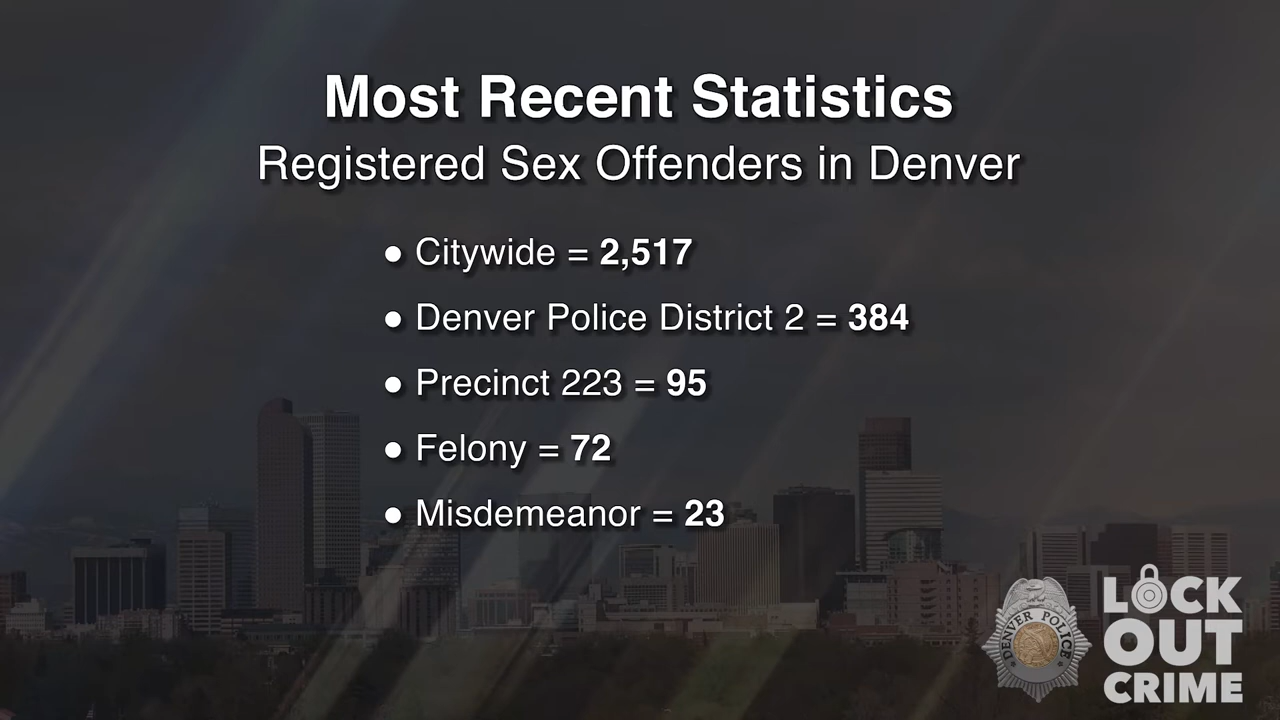 Most Recent Statistics
Registered Sex Offenders in Denver
● Citywide = 2,517
● Denver Police District 2 = 384
● Precinct 223 = 95
● Felony = 72
● Misdemeanor = 23
DENVER POLICE
LOCK
OUT
CRIME